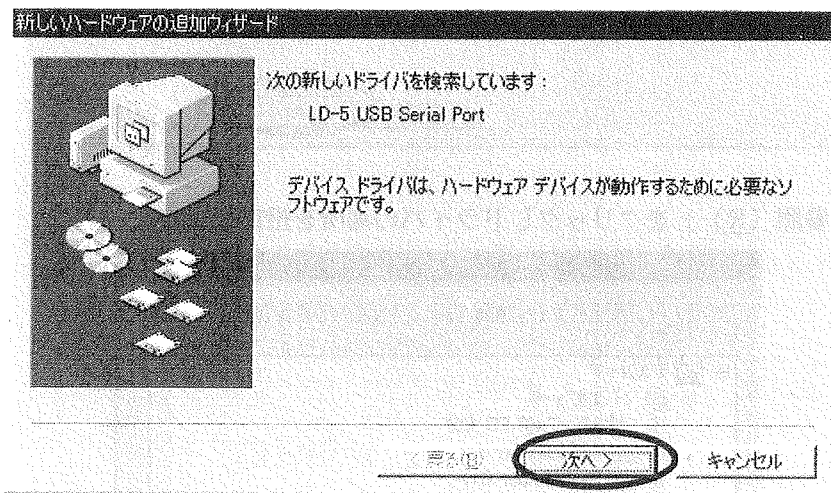 新しいハードウェアの追加ウィザード
次の新しいドライバを検索しています：
LD-5 USB Serial Port
デバイス ドライバは、ハードウェア デバイスが動作するために必要なソ
フトウェアです。
< 戻る(B)
次へ >
キャンセル